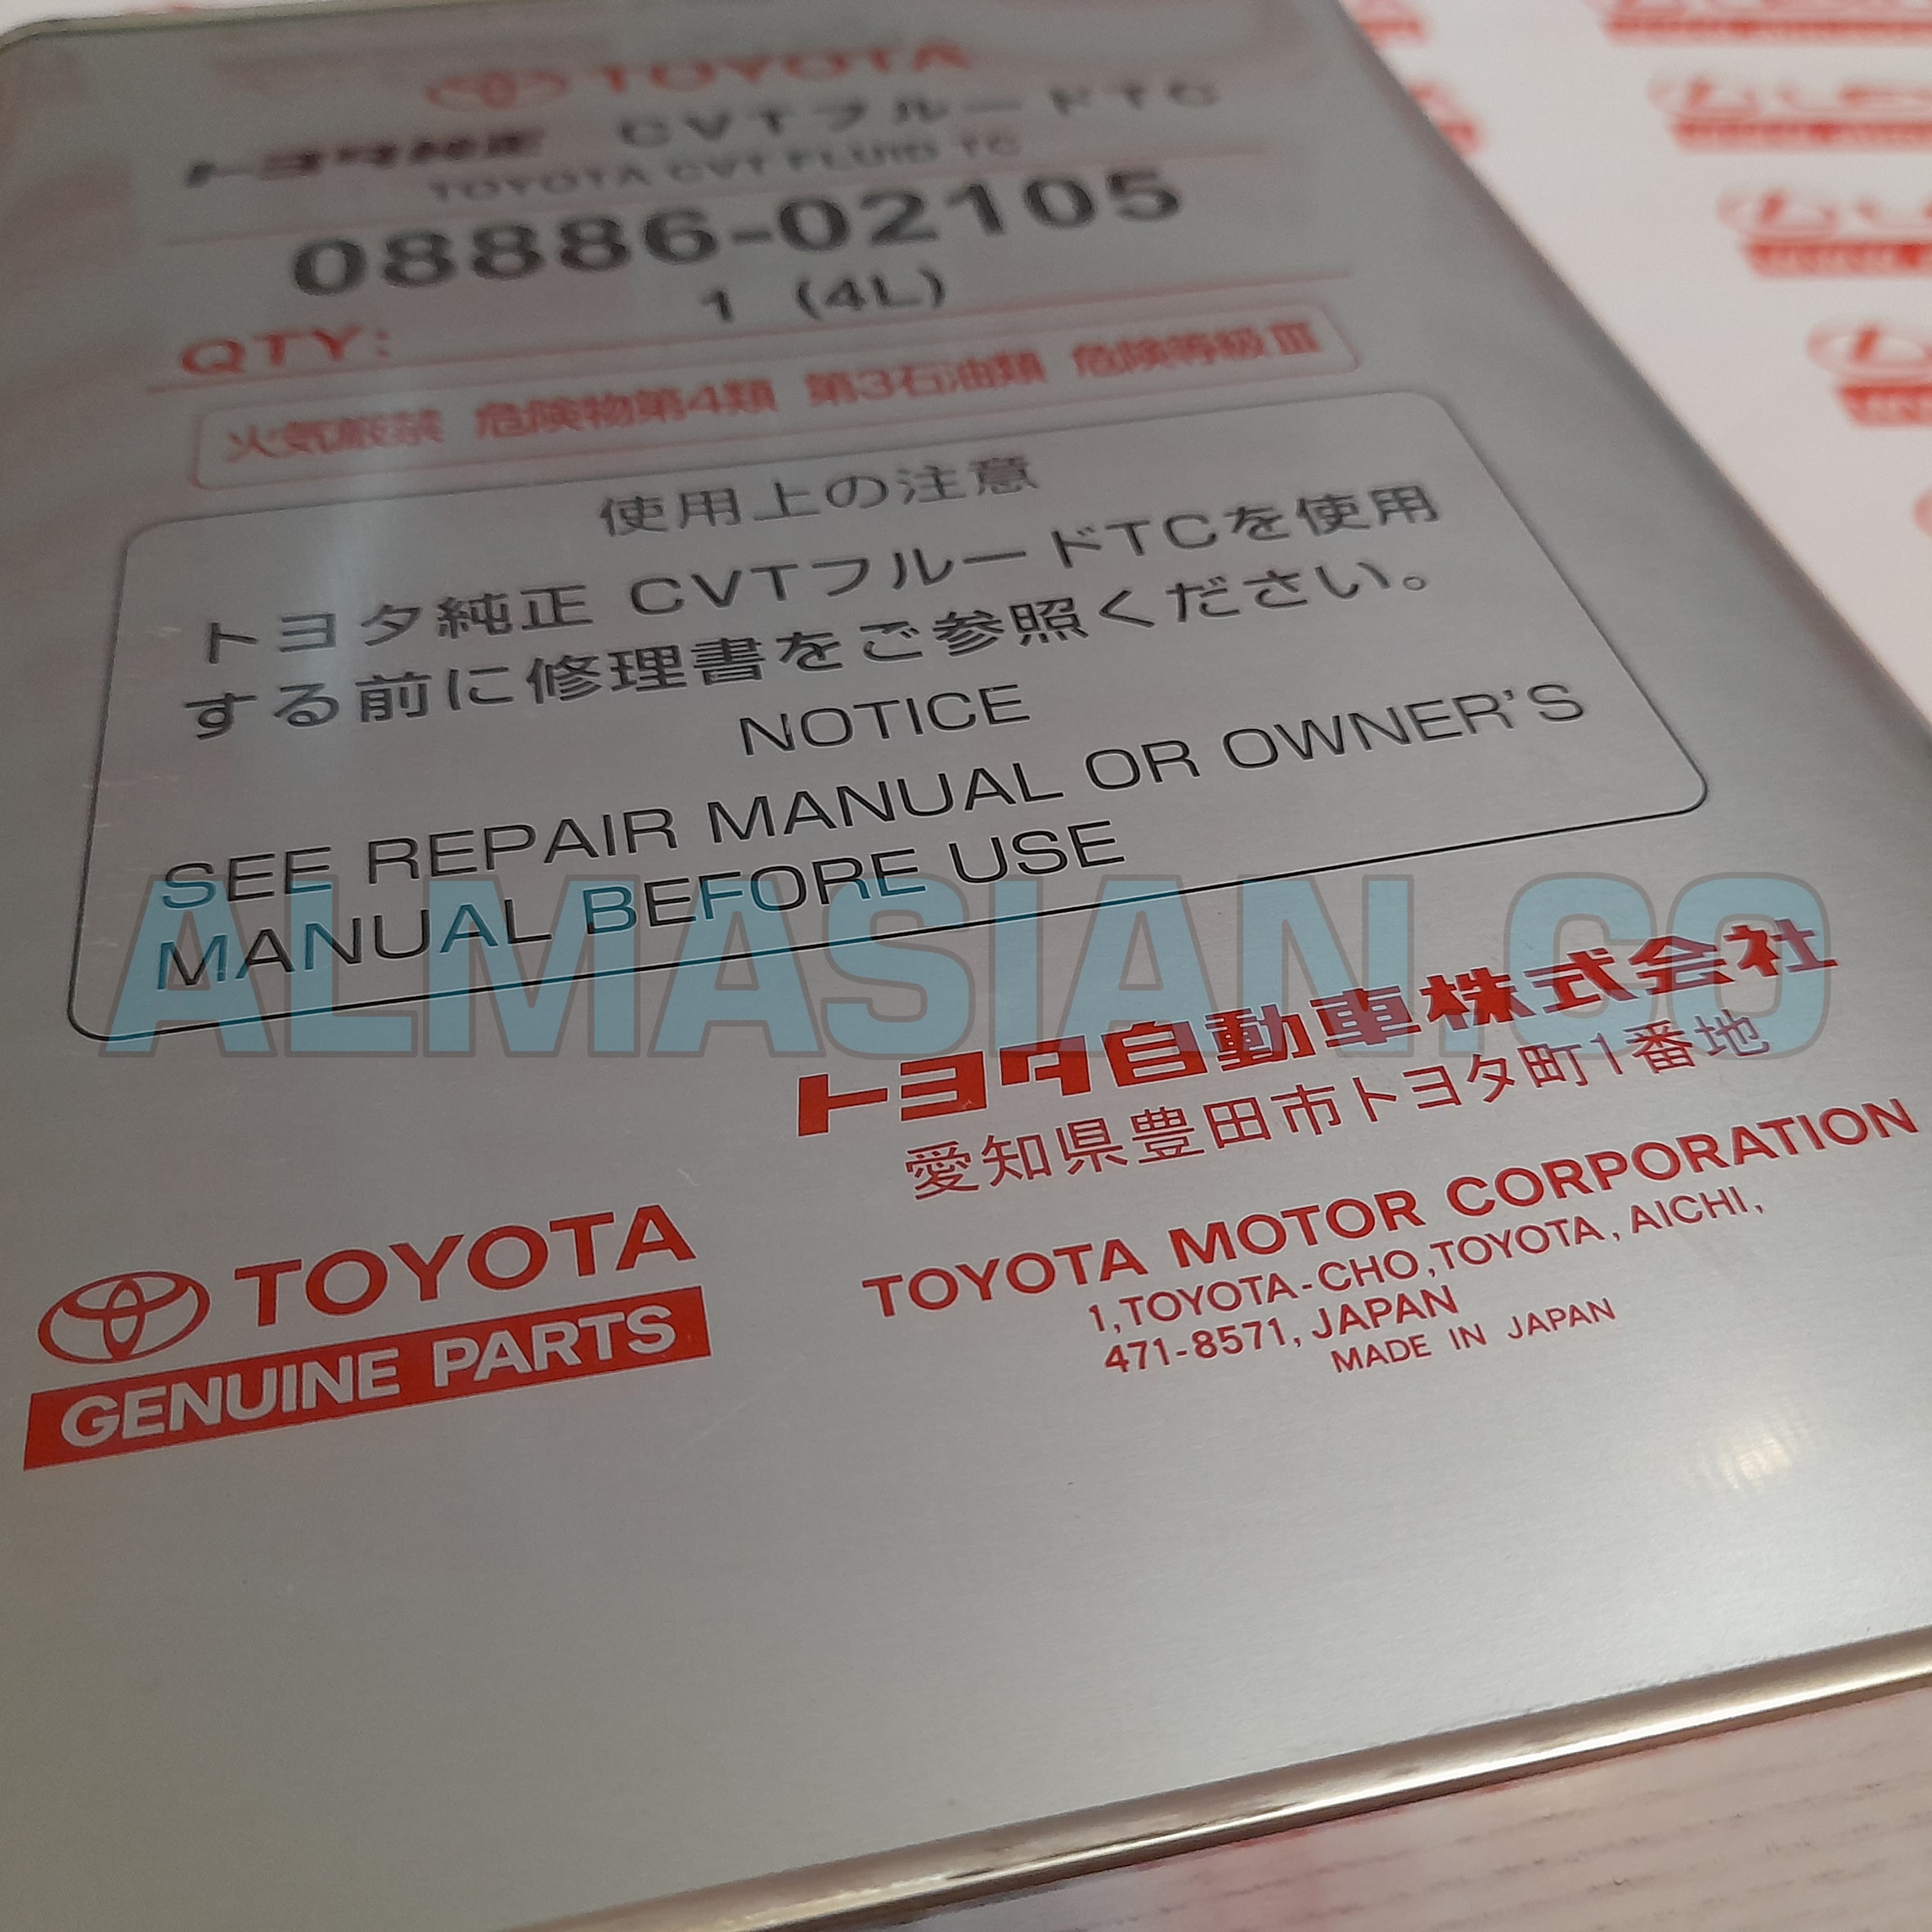 TOYOTA
トヨタ純正 CVTフルードTC
TOYOTA CVT FLUID TC
08886-02105
QTY: 1 (4L)
火気厳禁 危険物第4類 第3石油類 危険等級Ⅲ
使用上の注意
トヨタ純正 CVTフルードTCを使用
する前に修理書をご参照ください。
NOTICE
SEE REPAIR MANUAL OR OWNER'S
MANUAL BEFORE USE
ALMASIAN.CO
トヨタ自動車株式会社
愛知県豊田市トヨタ町1番地
TOYOTA MOTOR CORPORATION
1,TOYOTA-CHO,TOYOTA, AICHI,
471-8571, JAPAN
MADE IN JAPAN
TOYOTA
GENUINE PARTS